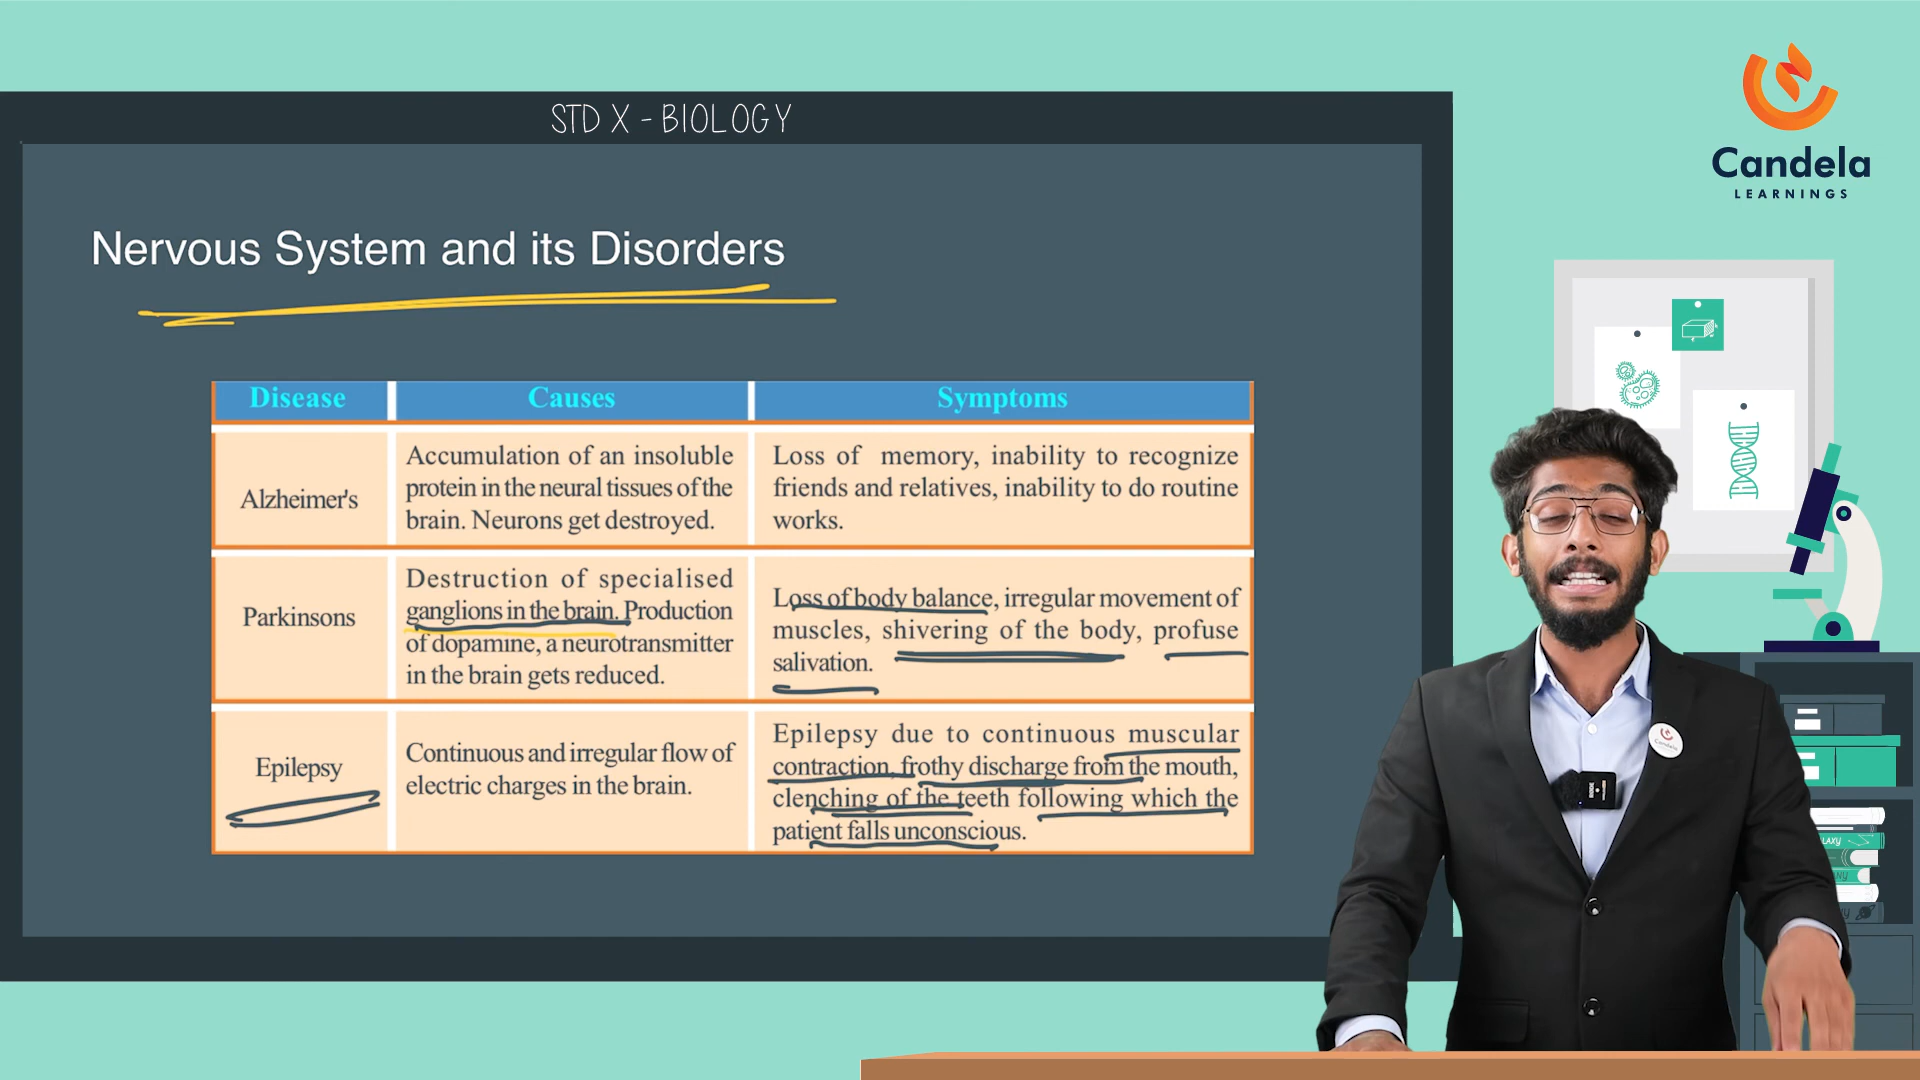 STD X - BIOLOGY
Candela
LEARNINGS
Nervous System and its Disorders
Disease
Causes
Symptoms
Alzheimer's
Accumulation of an insoluble
protein in the neural tissues of the
brain. Neurons get destroyed.
Loss of memory, inability to recognize
friends and relatives, inability to do routine
works.
Parkinsons
Destruction of specialised
ganglions in the brain. Production
of dopamine, a neurotransmitter
in the brain gets reduced.
Loss of body balance, irregular movement of
muscles, shivering of the body, profuse
salivation.
Epilepsy
Continuous and irregular flow of
electric charges in the brain.
Epilepsy due to continuous muscular
contraction, frothy discharge from the mouth,
clenching of the teeth following which the
patient falls unconscious.
Candela